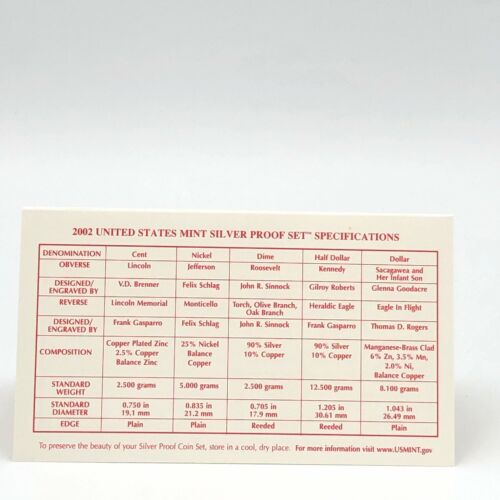 2002 UNITED STATES MINT SILVER PROOF SET™ SPECIFICATIONS
DENOMINATION Cent Nickel Dime Half Dollar Dollar
OBVERSE Lincoln Jefferson Roosevelt Kennedy Sacagawea and
Her Infant Son
DESIGNED/
ENGRAVED BY V.D. Brenner Felix Schlag John R. Sinnock Gilroy Roberts Glenna Goodacre
REVERSE Lincoln Memorial Monticello Torch, Olive Branch,
Oak Branch Heraldic Eagle Eagle In Flight
DESIGNED/
ENGRAVED BY Frank Gasparro Felix Schlag John R. Sinnock Frank Gasparro Thomas D. Rogers
COMPOSITION Copper Plated Zinc 25% Nickel 90% Silver 90% Silver Manganese-Brass Clad
2.5% Copper Balance 10% Copper 10% Copper 6% Zn, 3.5% Mn,
Balance Zinc Copper 2.0% Ni,
Balance Copper
STANDARD
WEIGHT 2.500 grams 5.000 grams 2.500 grams 12.500 grams 8.100 grams
STANDARD 0.750 in 0.835 in 0.705 in 1.205 in 1.043 in
DIAMETER 19.1 mm 21.2 mm 17.9 mm 30.61 mm 26.49 mm
EDGE Plain Plain Reeded Reeded Plain
To preserve the beauty of your Silver Proof Coin Set, store in a cool, dry place. For more information visit www.USMINT.gov